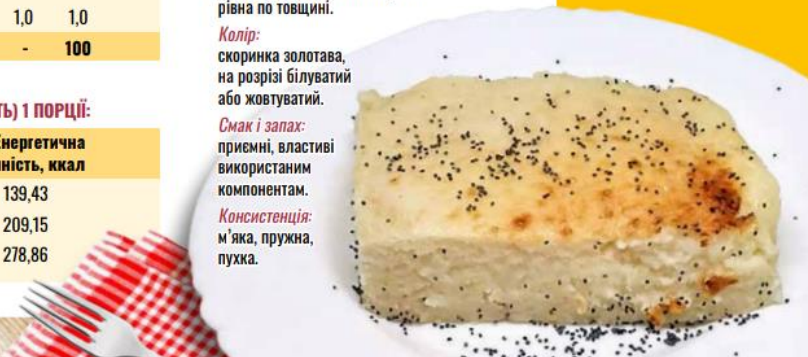 1,0 1,0
- 100
1 ПОРЦІЇ:
Енергетична
ккал
139,43
209,15
278,86
рівна по товщині.
Колір:
скоринка золотава,
на розрізі білуватий
або жовтуватий.
Смак і запах:
приємні, властиві
використаним
компонентам.
Консистенція:
м’яка, пружна,
пухка.